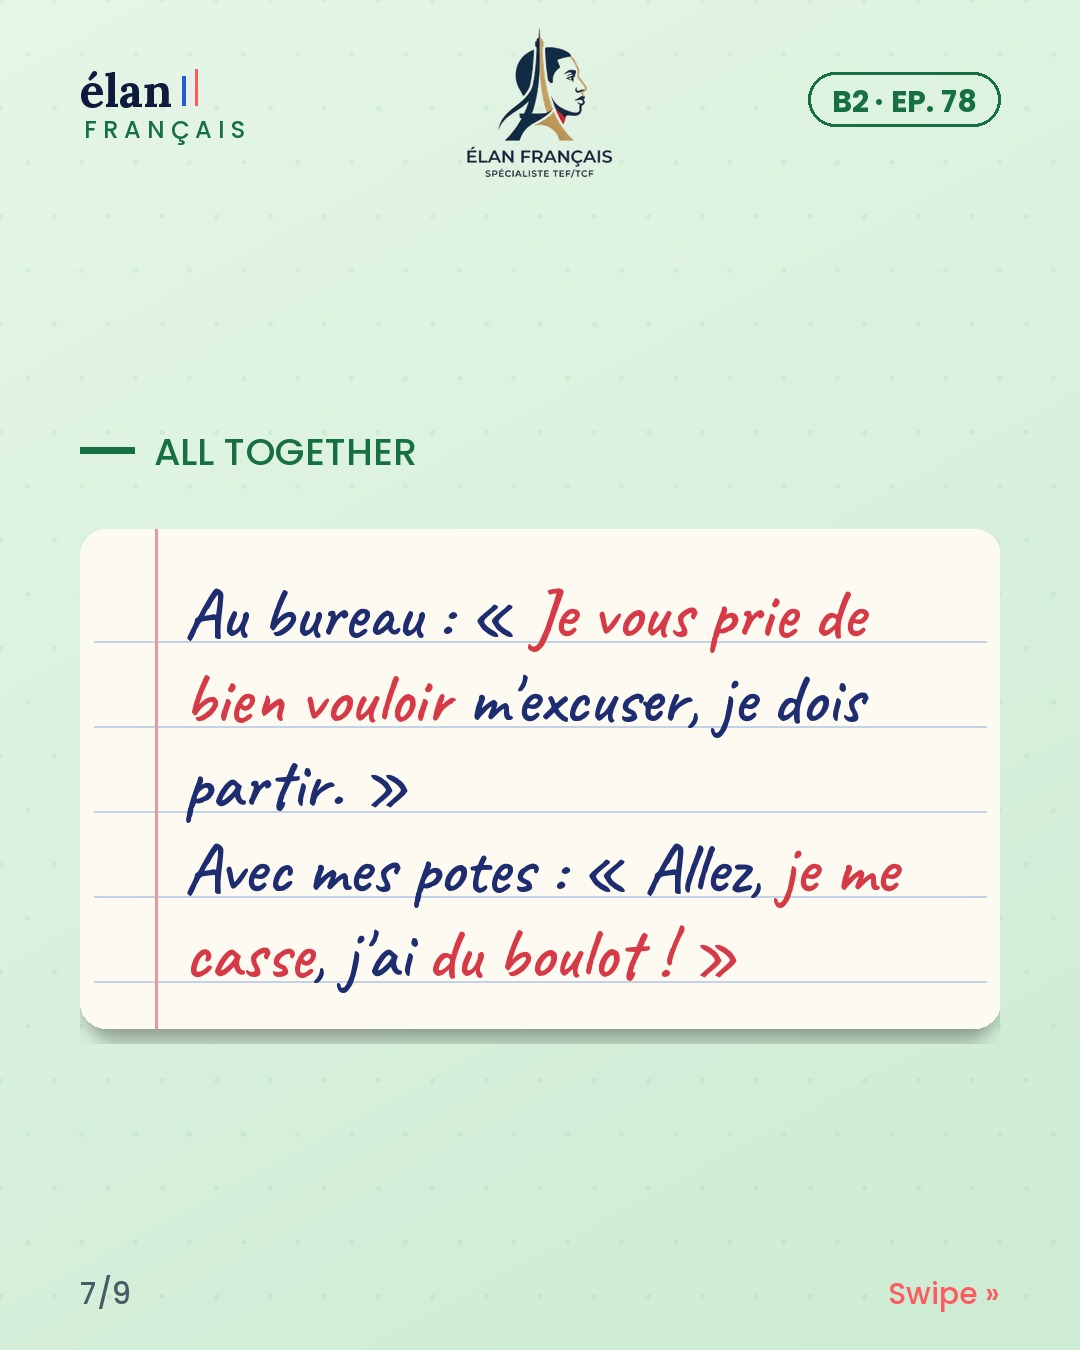 élan
FRANÇAIS
ÉLAN FRANÇAIS
SPÉCIALISTE TEF/TCF
B2 · EP. 78
ALL TOGETHER
Au bureau : « Je vous prie de
bien vouloir m'excuser, je dois
partir. »
Avec mes potes : « Allez, je me
casse, j'ai du boulot ! »
7/9
Swipe »